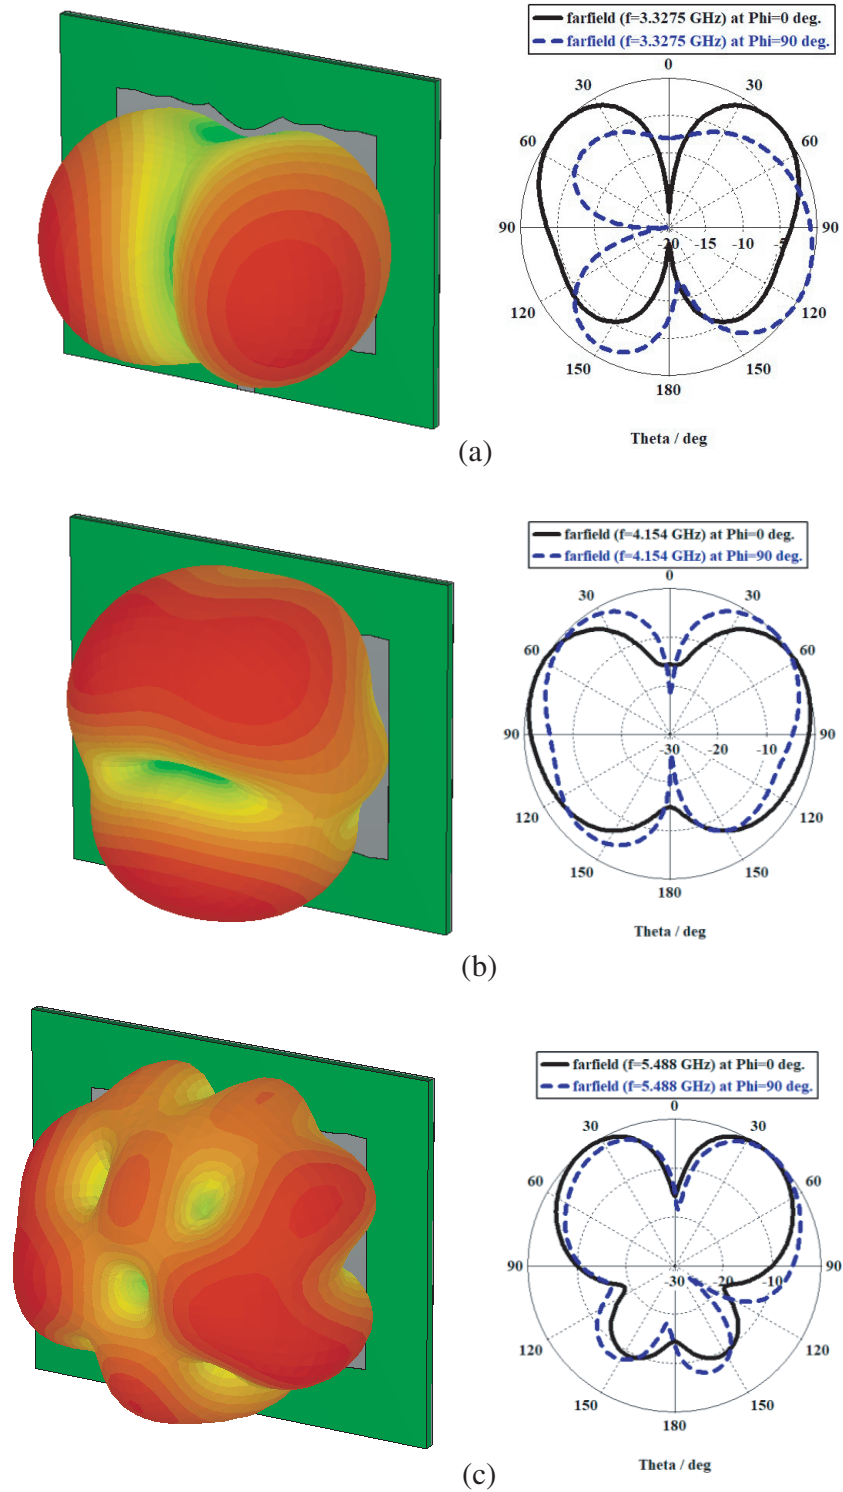 farfield (f=3.3275 GHz) at Phi=0 deg.
farfield (f=3.3275 GHz) at Phi=90 deg.
0
30 30
60 60
90 -20 -15 -10 -5 90
120 120
150 150
180
Theta / deg
(a)
farfield (f=4.154 GHz) at Phi=0 deg.
farfield (f=4.154 GHz) at Phi=90 deg.
0
30 30
60 60
90 -30 -20 -10 90
120 120
150 150
180
Theta / deg
(b)
farfield (f=5.488 GHz) at Phi=0 deg.
farfield (f=5.488 GHz) at Phi=90 deg.
0
30 30
60 60
90 30 -20 -10 90
120 120
150 150
180
Theta / deg
(c)